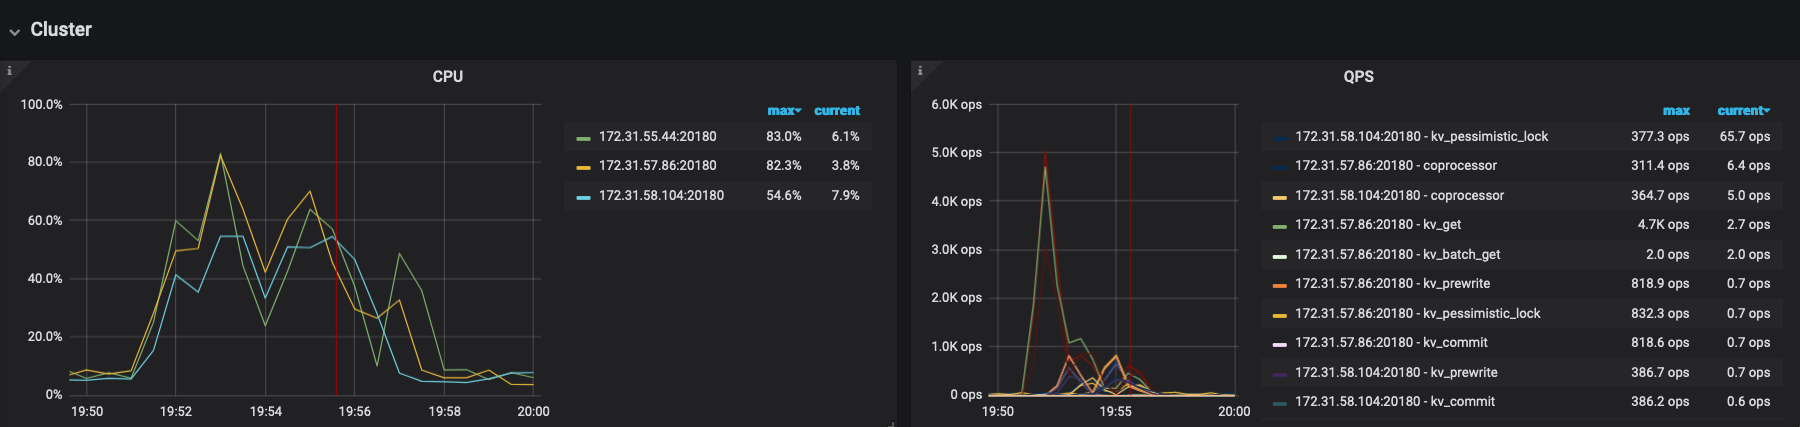 Cluster
CPU
100.0%
80.0%
60.0%
40.0%
20.0%
0%
19:50 19:52 19:54 19:56 19:58 20:00
max current
172.31.55.44:20180 83.0% 6.1%
172.31.57.86:20180 82.3% 3.8%
172.31.58.104:20180 54.6% 7.9%
QPS
6.0K ops
5.0K ops
4.0K ops
3.0K ops
2.0K ops
1.0K ops
0 ops
19:50 19:55 20:00
max current
172.31.58.104:20180 - kv_pessimistic_lock 377.3 ops 65.7 ops
172.31.57.86:20180 - coprocessor 311.4 ops 6.4 ops
172.31.58.104:20180 - coprocessor 364.7 ops 5.0 ops
172.31.57.86:20180 - kv_get 4.7K ops 2.7 ops
172.31.57.86:20180 - kv_batch_get 2.0 ops 2.0 ops
172.31.57.86:20180 - kv_prewrite 818.9 ops 0.7 ops
172.31.57.86:20180 - kv_pessimistic_lock 832.3 ops 0.7 ops
172.31.57.86:20180 - kv_commit 818.6 ops 0.7 ops
172.31.58.104:20180 - kv_prewrite 386.7 ops 0.7 ops
172.31.58.104:20180 - kv_commit 386.2 ops 0.6 ops